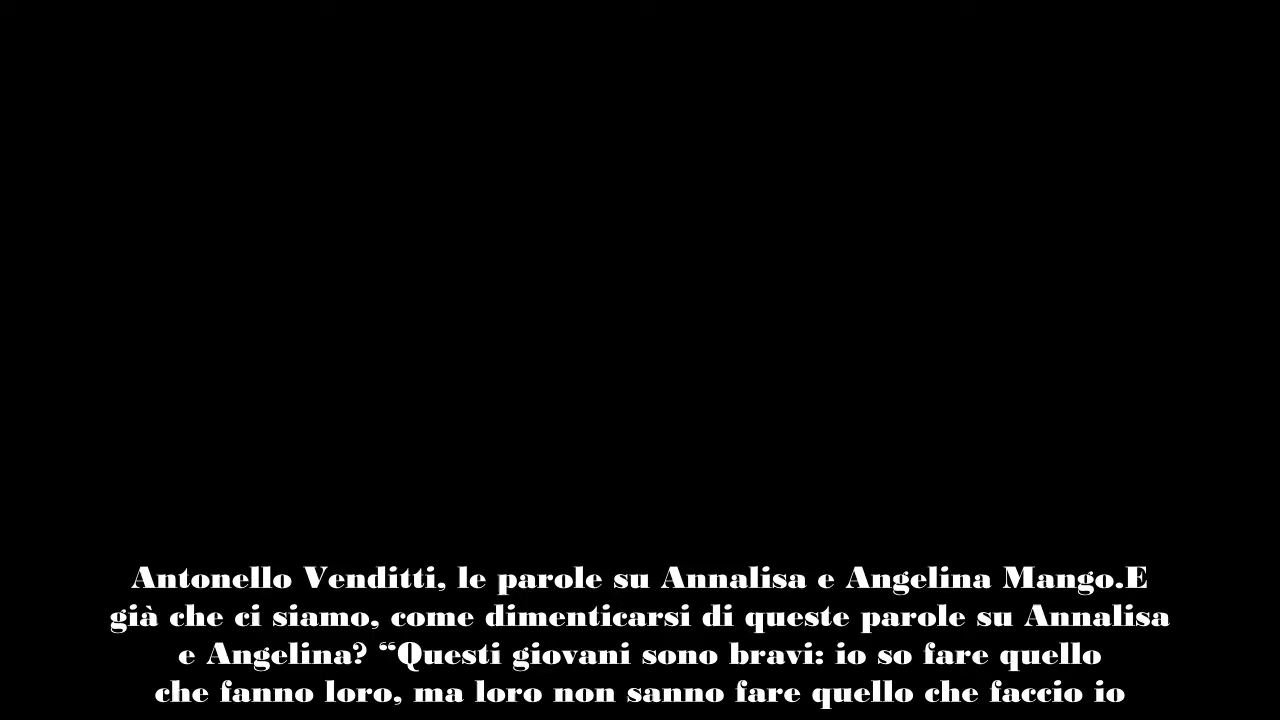 Antonello Venditti, le parole su Annalisa e Angelina Mango.E
già che ci siamo, come dimenticarsi di queste parole su Annalisa
e Angelina? “Questi giovani sono bravi: io so fare quello
che fanno loro, ma loro non sanno fare quello che faccio io